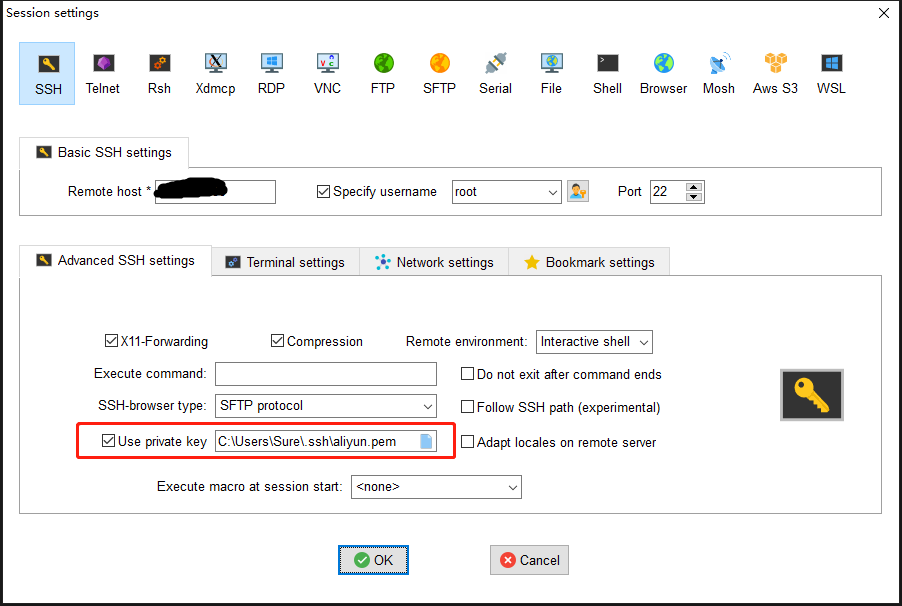 Session settings
SSH Telnet Rsh Xdmcp RDP VNC FTP SFTP Serial File Shell Browser Mosh Aws S3 WSL
Basic SSH settings
Remote host * Specify username root Port 22
Advanced SSH settings Terminal settings Network settings Bookmark settings
X11-Forwarding Compression Remote environment: Interactive shell
Execute command: Do not exit after command ends
SSH-browser type: SFTP protocol Follow SSH path (experimental)
Use private key C:\Users\Sure\.ssh\aliyun.pem Adapt locales on remote server
Execute macro at session start: <none>
OK Cancel